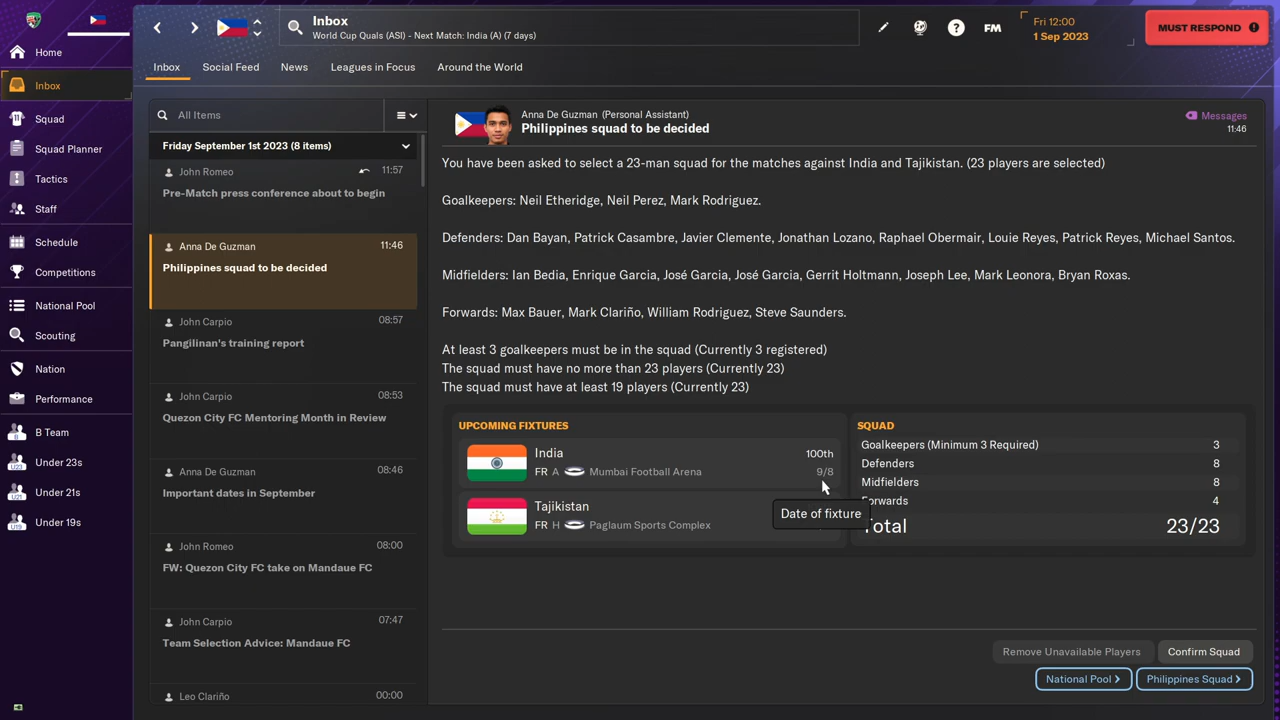 Inbox
World Cup Quals (ASI) - Next Match: India (A) (7 days)
FM
Fri 12:00
1 Sep 2023
MUST RESPOND
Home
Inbox
Squad
Squad Planner
Tactics
Staff
Schedule
Competitions
National Pool
Scouting
Nation
Performance
B Team
Under 23s
Under 21s
Under 19s
Inbox
Social Feed
News
Leagues in Focus
Around the World
All Items
Friday September 1st 2023 (8 items)
John Romeo 11:57
Pre-Match press conference about to begin
Anna De Guzman 11:46
Philippines squad to be decided
John Carpio 08:57
Pangilinan's training report
John Carpio 08:53
Quezon City FC Mentoring Month in Review
Anna De Guzman 08:46
Important dates in September
John Romeo 08:00
FW: Quezon City FC take on Mandaue FC
John Carpio 07:47
Team Selection Advice: Mandaue FC
Leo Clariño 00:00
Anna De Guzman (Personal Assistant)
Philippines squad to be decided
Messages
11:46
You have been asked to select a 23-man squad for the matches against India and Tajikistan. (23 players are selected)
Goalkeepers: Neil Etheridge, Neil Perez, Mark Rodriguez.
Defenders: Dan Bayan, Patrick Casambre, Javier Clemente, Jonathan Lozano, Raphael Obermair, Louie Reyes, Patrick Reyes, Michael Santos.
Midfielders: Ian Bedia, Enrique Garcia, José Garcia, José Garcia, Gerrit Holtmann, Joseph Lee, Mark Leonora, Bryan Roxas.
Forwards: Max Bauer, Mark Clariño, William Rodriguez, Steve Saunders.
At least 3 goalkeepers must be in the squad (Currently 3 registered)
The squad must have no more than 23 players (Currently 23)
The squad must have at least 19 players (Currently 23)
UPCOMING FIXTURES
India 100th
FR A Mumbai Football Arena 9/8
Tajikistan
FR H Paglaum Sports Complex
Date of fixture
SQUAD
Goalkeepers (Minimum 3 Required) 3
Defenders 8
Midfielders 8
Forwards 4
Total 23/23
Remove Unavailable Players
Confirm Squad
National Pool
Philippines Squad